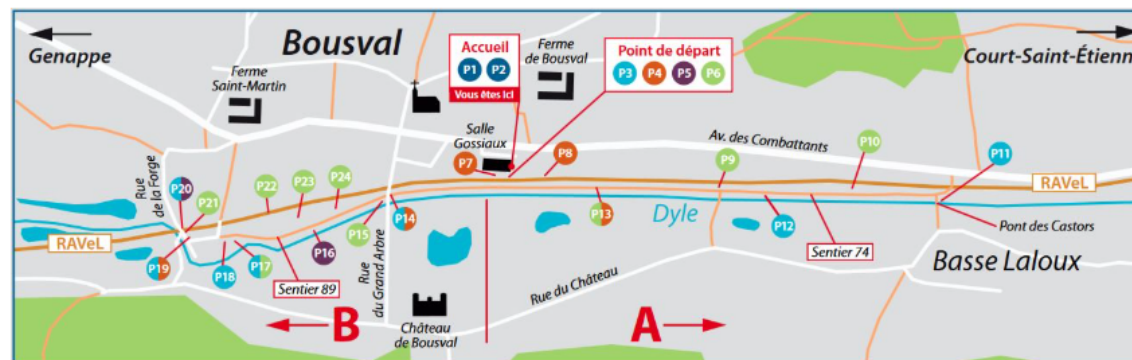 Genappe
Bousval
Ferme
Saint-Martin
Accueil
P1 P2
Vous êtes ici
Ferme
de Bousval
Point de départ
P3 P4 P5 P6
Court-Saint-Étienn
Salle
Gossiaux
Av. des Combattants
P7
P8
P9
P10
P11
RAVeL
Rue
de la Forge
P20
P21
P22
P23
P24
P15
P14
P13
Dyle
P12
Sentier 74
Pont des Castors
RAVeL
P19
P18
P17
P16
Sentier 89
Rue
du Grand Arbre
Rue du Château
Basse Laloux
B
A
Château
de Bousval